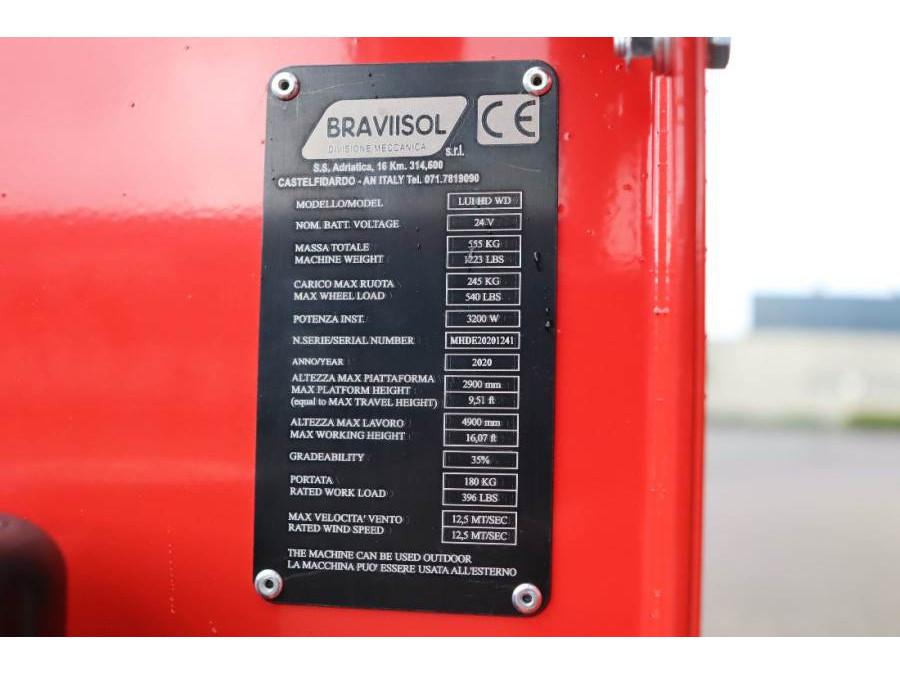 BRAVIISOL
DIVISIONE MECCANICA
s.r.l.
CE
S.S. Adriatica, 16 Km. 314,600
CASTELFIDARDO - AN ITALY Tel. 071.7819090
MODELLO/MODEL LUI HD WD
NOM. BATT. VOLTAGE 24 V
MASSA TOTALE 555 KG
MACHINE WEIGHT 1223 LBS
CARICO MAX RUOTA 245 KG
MAX WHEEL LOAD 540 LBS
POTENZA INST. 3200 W
N.SERIE/SERIAL NUMBER MHDE20201241
ANNO/YEAR 2020
ALTEZZA MAX PIATTAFORMA 2900 mm
MAX PLATFORM HEIGHT
(equal to MAX TRAVEL HEIGHT) 9,51 ft
ALTEZZA MAX LAVORO 4900 mm
MAX WORKING HEIGHT 16,07 ft
GRADEABILITY 35%
PORTATA 180 KG
RATED WORK LOAD 396 LBS
MAX VELOCITA' VENTO 12,5 MT/SEC
RATED WIND SPEED 12,5 MT/SEC
THE MACHINE CAN BE USED OUTDOOR
LA MACCHINA PUO' ESSERE USATA ALL'ESTERNO